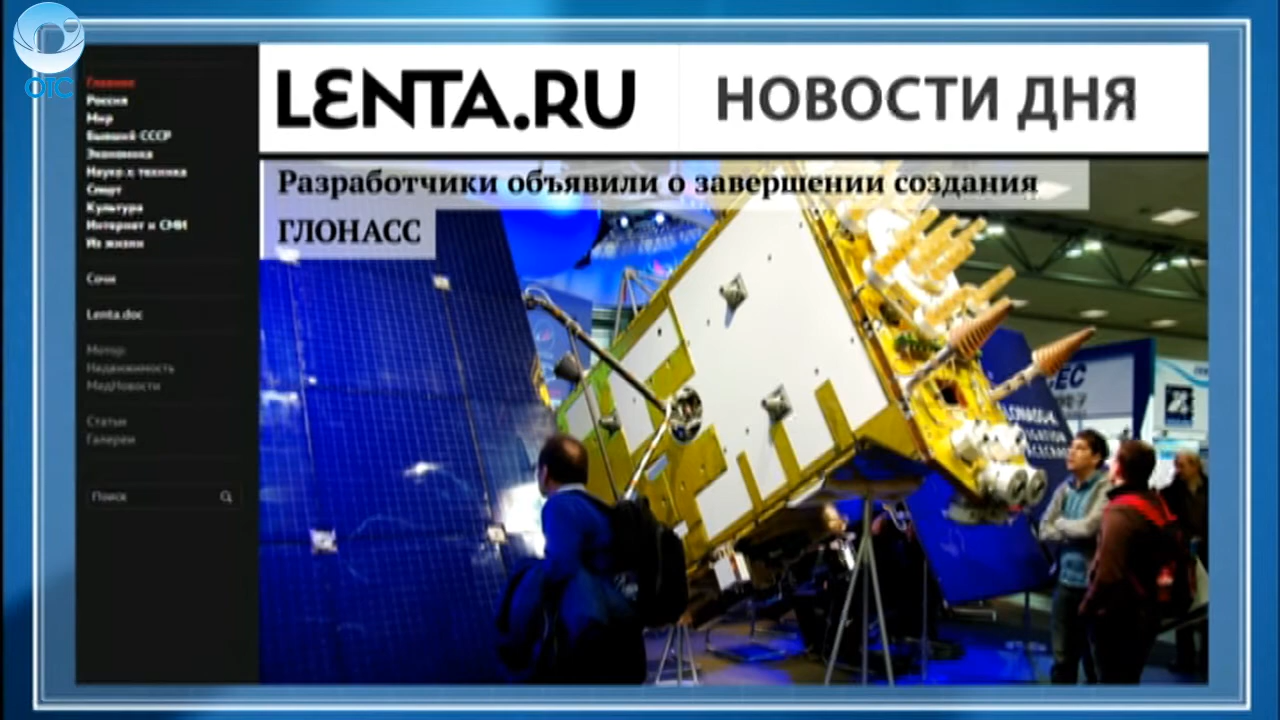 ОТС
LENTA.RU
НОВОСТИ ДНЯ
Разработчики объявили о завершении создания
ГЛОНАСС
Главное
Россия
Мир
Бывший СССР
Экономика
Наука и техника
Спорт
Культура
Интернет и СМИ
Из жизни
Сочи
Lenta.doc
Мотор
Недвижимость
МедНовости
Статьи
Галереи
Поиск